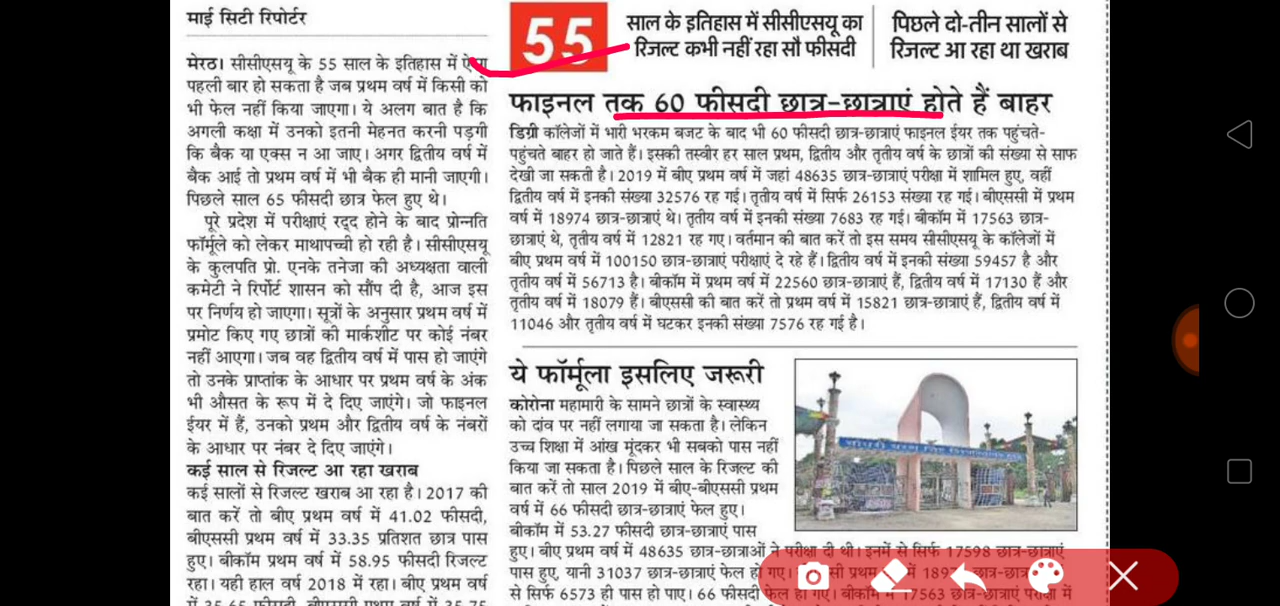 माई सिटी रिपोर्टर
मेरठ। सीसीएसयू के 55 साल के इतिहास में ऐसा
पहली बार हो सकता है जब प्रथम वर्ष में किसी को
भी फेल नहीं किया जाएगा। ये अलग बात है कि
अगली कक्षा में उनको इतनी मेहनत करनी पड़गी
कि बैक या एक्स न आ जाए। अगर द्वितीय वर्ष में
बैक आई तो प्रथम वर्ष में भी बैक ही मानी जाएगी।
पिछले साल 65 फीसदी छात्र फेल हुए थे।
पूरे प्रदेश में परीक्षाएं रद्द होने के बाद प्रोन्नति
फॉर्मूले को लेकर माथापच्ची हो रही है। सीसीएसयू
के कुलपति प्रो. एनके तनेजा की अध्यक्षता वाली
कमेटी ने रिपोर्ट शासन को सौंप दी है, आज इस
पर निर्णय हो जाएगा। सूत्रों के अनुसार प्रथम वर्ष में
प्रमोट किए गए छात्रों की मार्कशीट पर कोई नंबर
नहीं आएगा। जब वह द्वितीय वर्ष में पास हो जाएंगे
तो उनके प्राप्तांक के आधार पर प्रथम वर्ष के अंक
भी औसत के रूप में दे दिए जाएंगे। जो फाइनल
ईयर में हैं, उनको प्रथम और द्वितीय वर्ष के नंबरों
के आधार पर नंबर दे दिए जाएंगे।
कई साल से रिजल्ट आ रहा खराब
कई सालों से रिजल्ट खराब आ रहा है। 2017 की
बात करें तो बीए प्रथम वर्ष में 41.02 फीसदी,
बीएससी प्रथम वर्ष में 33.35 प्रतिशत छात्र पास
हुए। बीकॉम प्रथम वर्ष में 58.95 फीसदी रिजल्ट
रहा। यही हाल वर्ष 2018 में रहा। बीए प्रथम वर्ष
में 35.65 फीसदी, बीएससी प्रथम वर्ष में 35.75
55
साल के इतिहास में सीसीएसयू का
रिजल्ट कभी नहीं रहा सौ फीसदी
पिछले दो-तीन सालों से
रिजल्ट आ रहा था खराब
फाइनल तक 60 फीसदी छात्र-छात्राएं होते हैं बाहर
डिग्री कॉलेजों में भारी भरकम बजट के बाद भी 60 फीसदी छात्र-छात्राएं फाइनल ईयर तक पहुंचते-
पहुंचते बाहर हो जाते हैं। इसकी तस्वीर हर साल प्रथम, द्वितीय और तृतीय वर्ष के छात्रों की संख्या से साफ
देखी जा सकती है। 2019 में बीए प्रथम वर्ष में जहां 48635 छात्र-छात्राएं परीक्षा में शामिल हुए, वहीं
द्वितीय वर्ष में इनकी संख्या 32576 रह गई। तृतीय वर्ष में सिर्फ 26153 संख्या रह गई। बीएससी में प्रथम
वर्ष में 18974 छात्र-छात्राएं थे। तृतीय वर्ष में इनकी संख्या 7683 रह गई। बीकॉम में 17563 छात्र-
छात्राएं थे, तृतीय वर्ष में 12821 रह गए। वर्तमान की बात करें तो इस समय सीसीएसयू के कॉलेजों में
बीए प्रथम वर्ष में 100150 छात्र-छात्राएं परीक्षाएं दे रहे हैं। द्वितीय वर्ष में इनकी संख्या 59457 है और
तृतीय वर्ष में 56713 है। बीकॉम में प्रथम वर्ष में 22560 छात्र-छात्राएं हैं, द्वितीय वर्ष में 17130 हैं और
तृतीय वर्ष में 18079 हैं। बीएससी की बात करें तो प्रथम वर्ष में 15821 छात्र-छात्राएं हैं, द्वितीय वर्ष में
11046 और तृतीय वर्ष में घटकर इनकी संख्या 7576 रह गई है।
ये फॉर्मूला इसलिए जरूरी
कोरोना महामारी के सामने छात्रों के स्वास्थ्य
को दांव पर नहीं लगाया जा सकता है। लेकिन
उच्च शिक्षा में आंख मूंदकर भी सबको पास नहीं
किया जा सकता है। पिछले साल के रिजल्ट की
बात करें तो साल 2019 में बीए-बीएससी प्रथम
वर्ष में 66 फीसदी छात्र-छात्राएं फेल हुए।
बीकॉम में 53.27 फीसदी छात्र-छात्राएं पास
हुए। बीए प्रथम वर्ष में 48635 छात्र-छात्राओं ने परीक्षा दी थी। इनमें से सिर्फ 17598 छात्र-छात्राएं
पास हुए, यानी 31037 छात्र-छात्राएं फेल हो गए। सी प्रथम में 1897 छात्र-छात्रा
से सिर्फ 6573 ही पास हो पाए। 66 फीसदी फेल हो गए। बीकॉम में 17563 छात्र-छात्राएं परीक्षा में